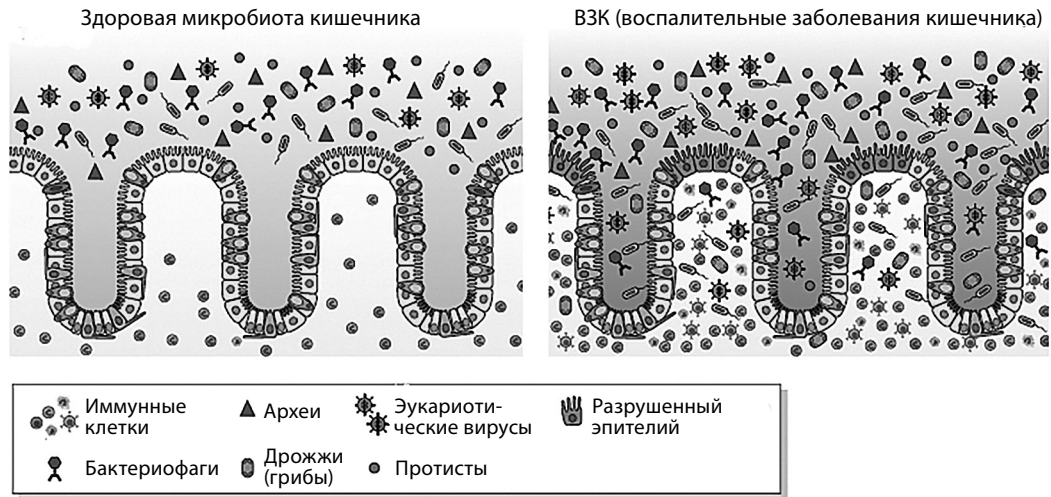 Здоровая микробиота кишечника
ВЗК (воспалительные заболевания кишечника)
Иммунные
клетки
Археи
Эукариоти-
ческие вирусы
Разрушенный
эпителий
Бактериофаги
Дрожжи
(грибы)
Протисты